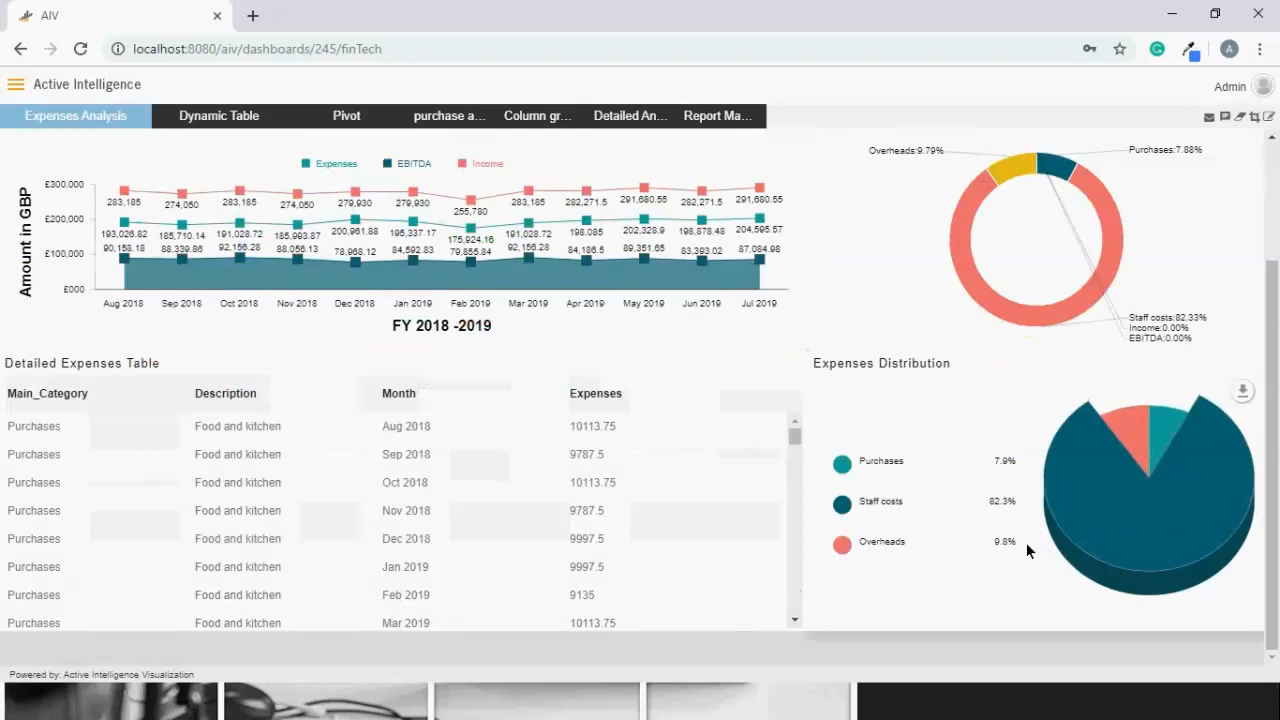 AIV
localhost:8080/aiv/dashboards/245/finTech
A
Active Intelligence
Admin
Expenses Analysis Dynamic Table Pivot purchase a... Column gr... Detailed An... Report Ma...
Expenses EBITDA Income
Amount in GBP
£300.000
£200.000
£100.000
£000
283,185 274,050 283,185 274,050 279,930 279,930 255,780 283,185 282,271.5 291,680.55 282,271.5 291,680.55
193,026.82 185,710.14 191,028.72 185,993.87 200,961.88 195,337.17 175,924.16 191,028.72 198,085 202,328.9 198,878.48 204,595.57
90,158.18 88,339.86 92,156.28 88,056.13 78,968.12 84,592.83 79,855.84 92,156.28 84,186.5 89,351.65 83,393.02 87,084.98
Aug 2018 Sep 2018 Oct 2018 Nov 2018 Dec 2018 Jan 2019 Feb 2019 Mar 2019 Apr 2019 May 2019 Jun 2019 Jul 2019
FY 2018 -2019
Overheads:9.79%
Purchases:7.88%
Staff costs:82.33%
Income:0.00%
EBITDA:0.00%
Detailed Expenses Table
Main_Category Description Month Expenses
Purchases Food and kitchen Aug 2018 10113.75
Purchases Food and kitchen Sep 2018 9787.5
Purchases Food and kitchen Oct 2018 10113.75
Purchases Food and kitchen Nov 2018 9787.5
Purchases Food and kitchen Dec 2018 9997.5
Purchases Food and kitchen Jan 2019 9997.5
Purchases Food and kitchen Feb 2019 9135
Purchases Food and kitchen Mar 2019 10113.75
Expenses Distribution
Purchases 7.9%
Staff costs 82.3%
Overheads 9.8%
Powered by: Active Intelligence Visualization